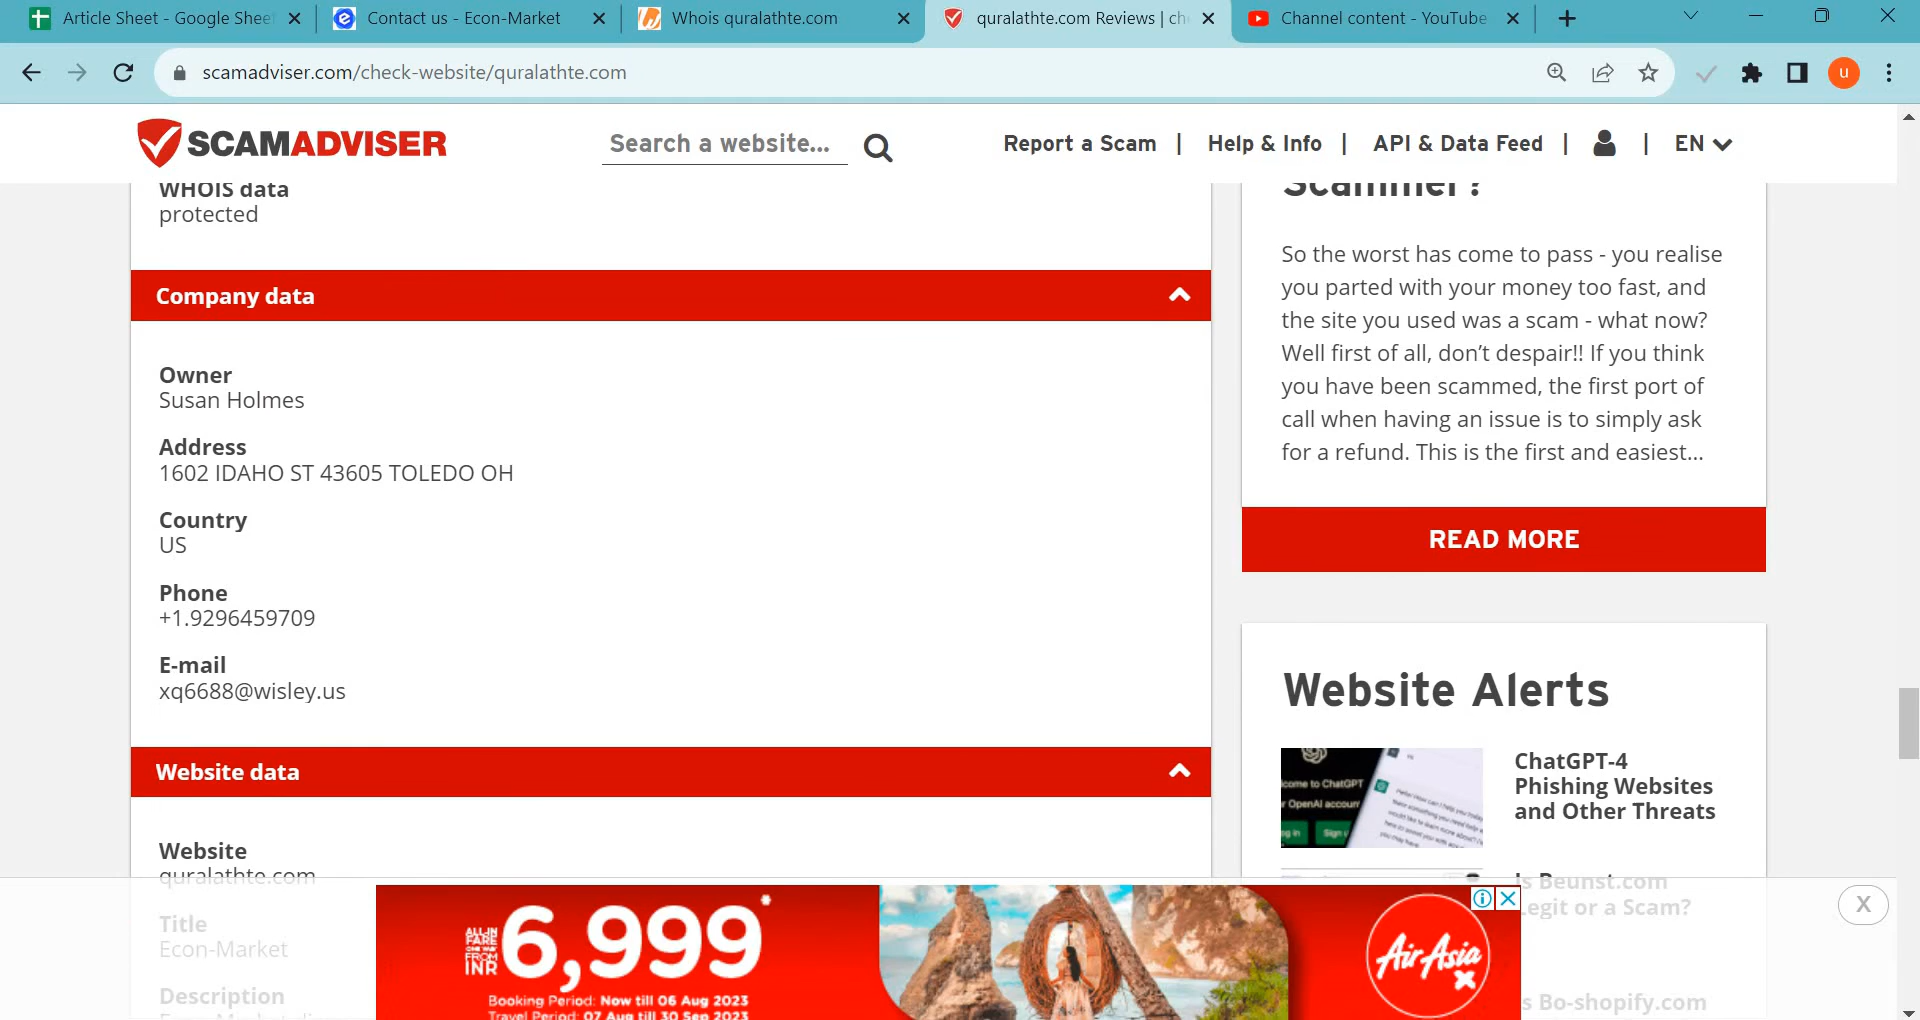 Article Sheet - Google Shee
Contact us - Econ-Market
Whois quralathte.com
quralathte.com Reviews | ch
Channel content - YouTube
scamadviser.com/check-website/quralathte.com
u
SCAMADVISER
Search a website...
Report a Scam | Help & Info | API & Data Feed | | EN
WHOIS data
protected
Company data
Owner
Susan Holmes
Address
1602 IDAHO ST 43605 TOLEDO OH
Country
US
Phone
+1.9296459709
E-mail
xq6688@wisley.us
Website data
Website
quralathte.com
Title
Econ-Market
Description
Scammer?
So the worst has come to pass - you realise
you parted with your money too fast, and
the site you used was a scam - what now?
Well first of all, don't despair!! If you think
you have been scammed, the first port of
call when having an issue is to simply ask
for a refund. This is the first and easiest...
READ MORE
Website Alerts
ChatGPT-4
Phishing Websites
and Other Threats
Is Beunst.com
Legit or a Scam?
s Bo-shopify.com
X
ALL-IN
FARE
ONE WAY
FROM
INR
6,999*
Booking Period: Now till 06 Aug 2023
Travel Period: 07 Aug till 30 Sep 2023
AirAsia